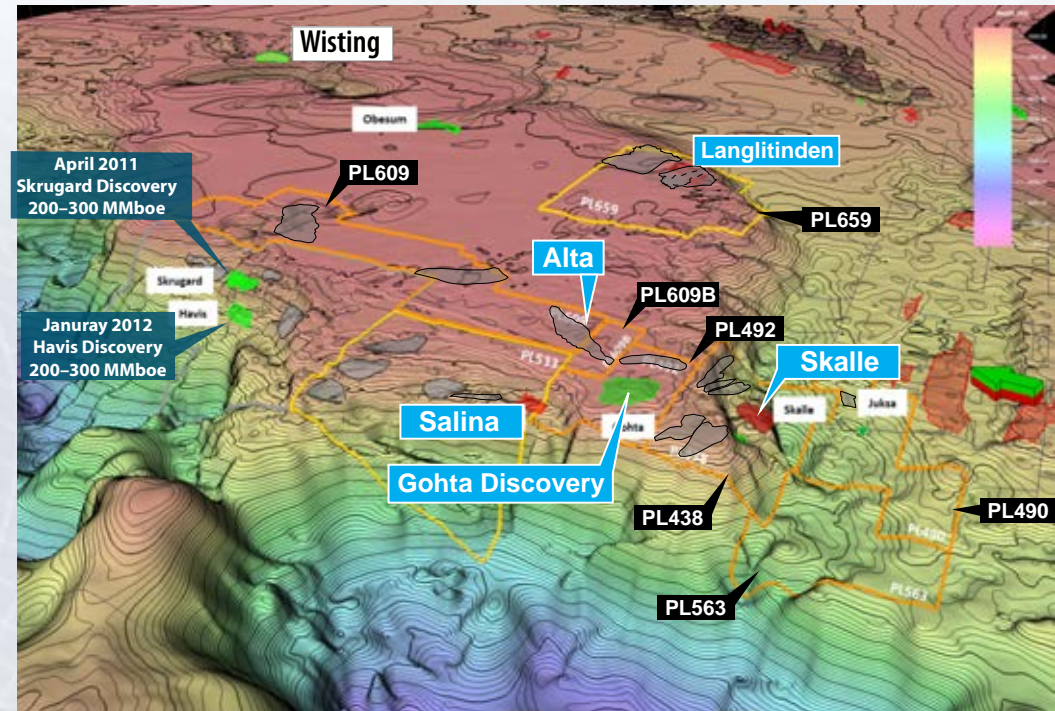 Wisting
Obesum
April 2011
Skrugard Discovery
200–300 MMboe
PL609
Langlitinden
PL659
PL659
Skrugard
Alta
Havis
PL609B
Januray 2012
Havis Discovery
200–300 MMboe
PL492
PL533
Skalle
Skalle
Juksa
Salina
Gohta
Gohta Discovery
PL438
PL490
PL490
PL563
PL563